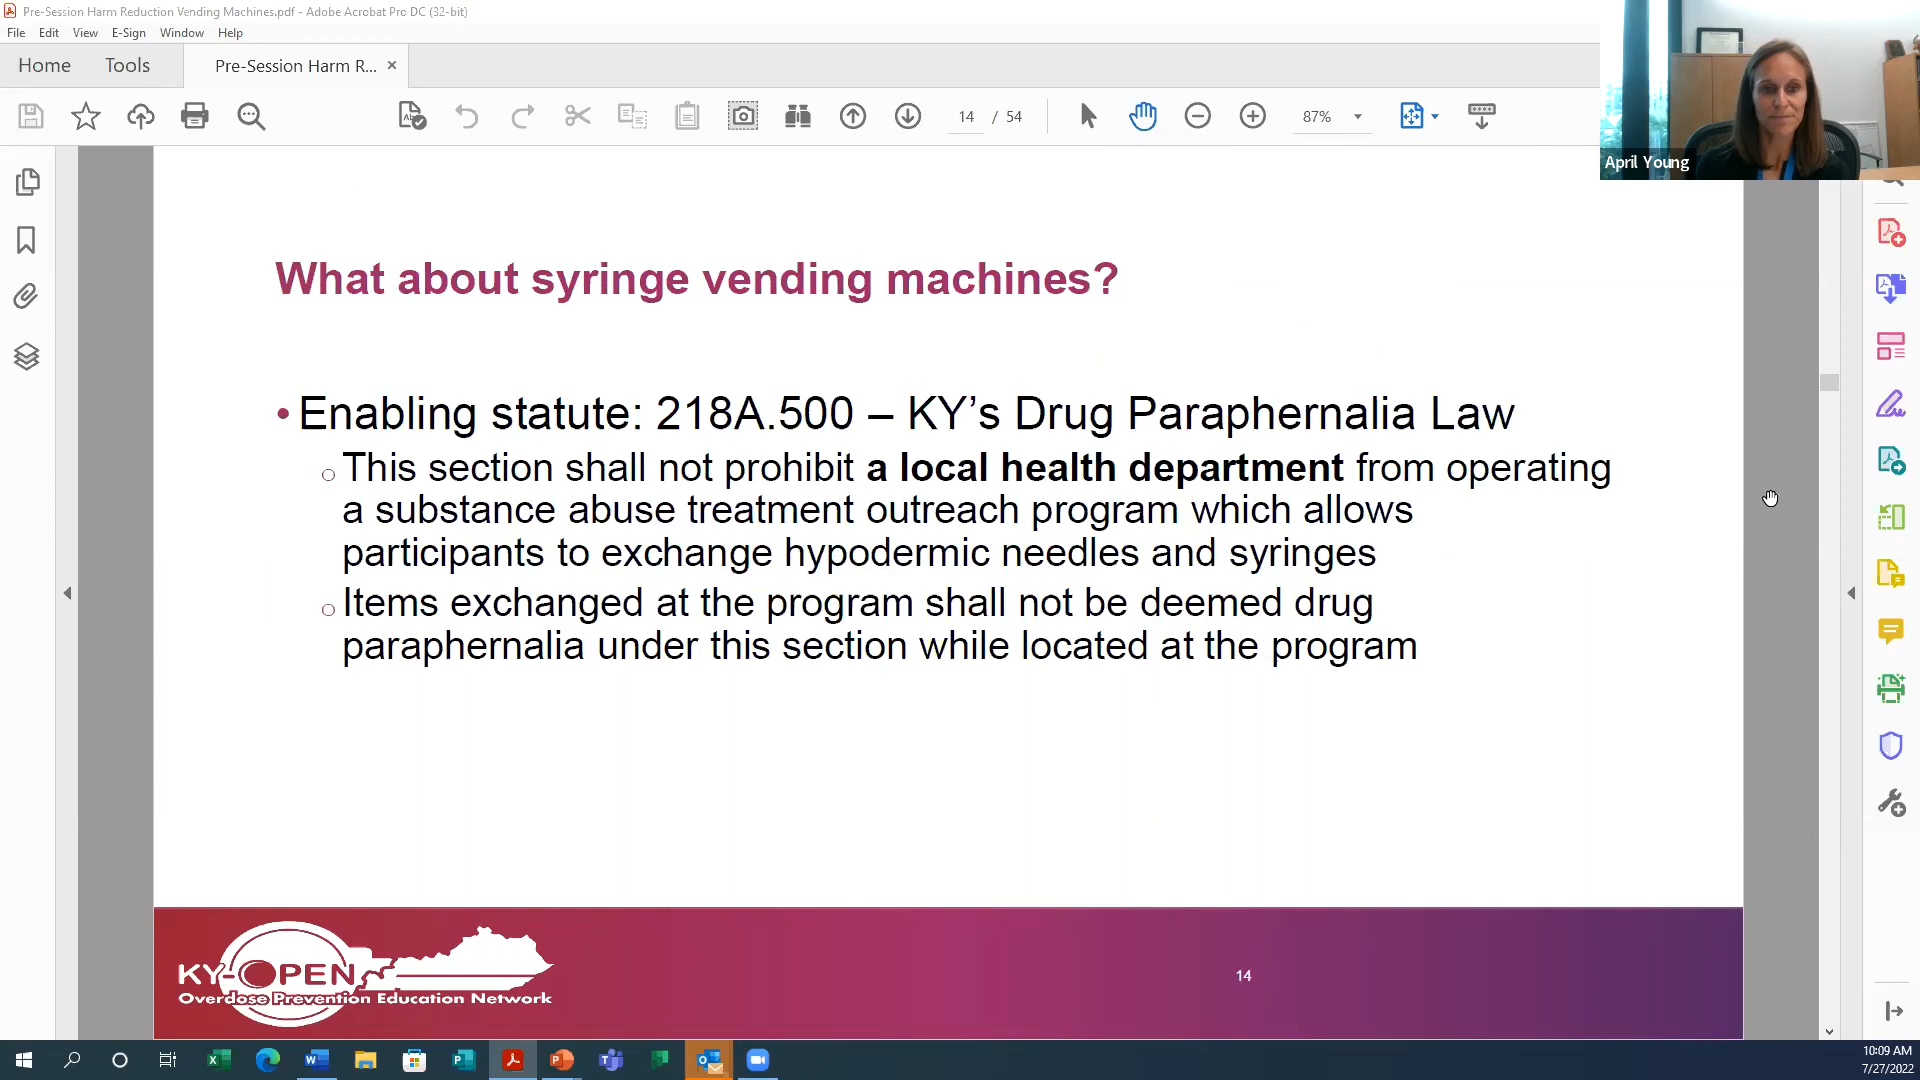 Pre-Session Harm Reduction Vending Machines.pdf - Adobe Acrobat Pro DC (32-bit)
File Edit View E-Sign Window Help
Home Tools Pre-Session Harm R... ×
14 / 54 87%
April Young
What about syringe vending machines?
• Enabling statute: 218A.500 – KY’s Drug Paraphernalia Law
○ This section shall not prohibit a local health department from operating
a substance abuse treatment outreach program which allows
participants to exchange hypodermic needles and syringes
○ Items exchanged at the program shall not be deemed drug
paraphernalia under this section while located at the program
KY-OPEN
Overdose Prevention Education Network
14
10:09 AM
7/27/2022